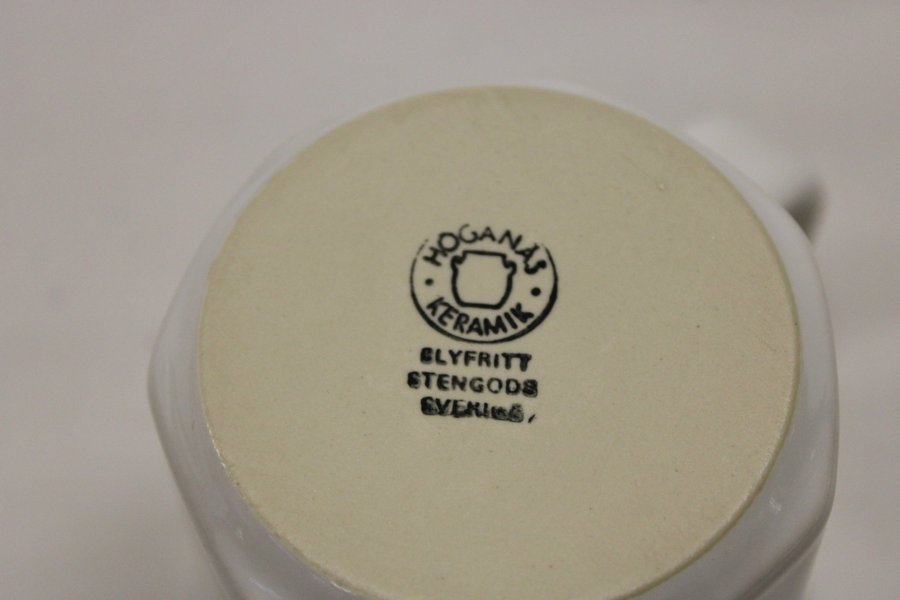 HÖGANÄS
KERAMIK
BLYFRITT
STENGODS